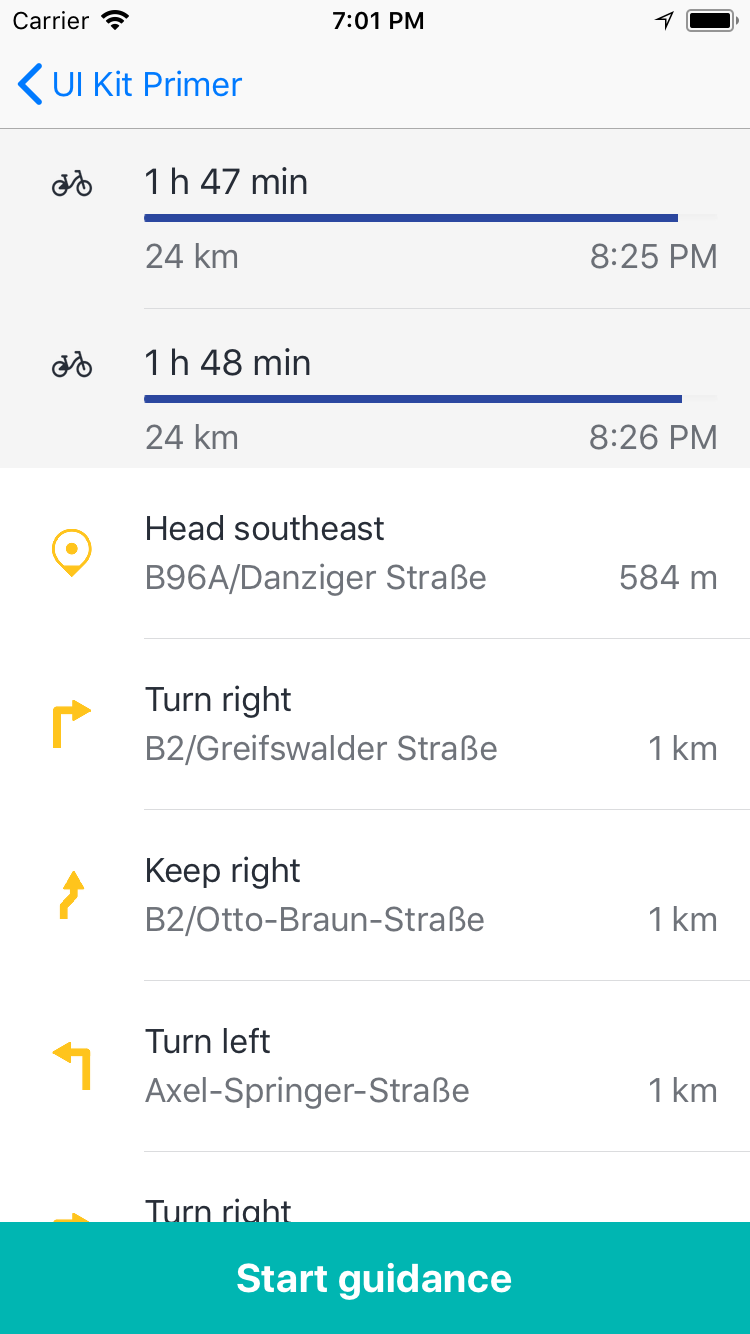 Carrier 7:01 PM
UI Kit Primer
1 h 47 min
24 km 8:25 PM
1 h 48 min
24 km 8:26 PM
Head southeast
B96A/Danziger Straße 584 m
Turn right
B2/Greifswalder Straße 1 km
Keep right
B2/Otto-Braun-Straße 1 km
Turn left
Axel-Springer-Straße 1 km
Turn right
Start guidance